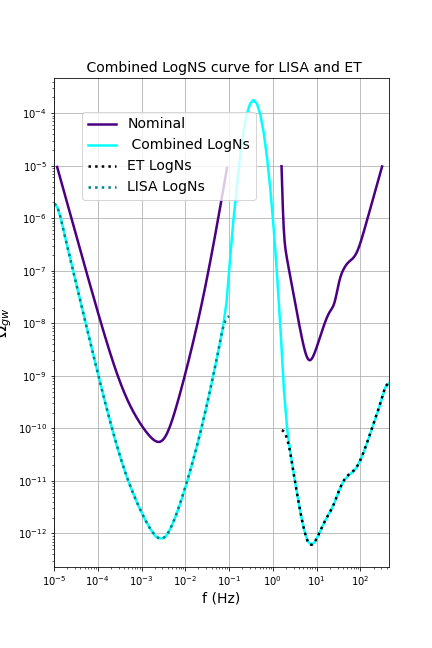 Combined LogNS curve for LISA and ET
Nominal
Combined LogNs
ET LogNs
LISA LogNs
10⁻⁴
10⁻⁵
10⁻⁶
10⁻⁷
10⁻⁸
10⁻⁹
10⁻¹⁰
10⁻¹¹
10⁻¹²
Ω_gw
10⁻⁵ 10⁻⁴ 10⁻³ 10⁻² 10⁻¹ 10⁰ 10¹ 10²
f (Hz)